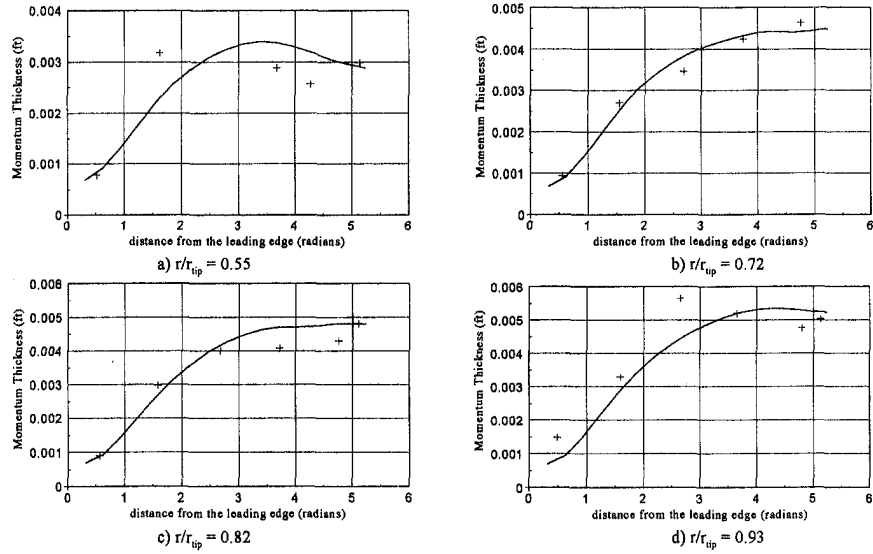 Momentum Thickness (ft)
0.004
0.003
0.002
0.001
0
0 1 2 3 4 5 6
distance from the leading edge (radians)
a) r/r_tip = 0.55
Momentum Thickness (ft)
0.005
0.004
0.003
0.002
0.001
0
0 1 2 3 4 5 6
distance from the leading edge (radians)
b) r/r_tip = 0.72
Momentum Thickness (ft)
0.006
0.005
0.004
0.003
0.002
0.001
0
0 1 2 3 4 5 6
distance from the leading edge (radians)
c) r/r_tip = 0.82
Momentum Thickness (ft)
0.006
0.005
0.004
0.003
0.002
0.001
0
0 1 2 3 4 5 6
distance from the leading edge (radians)
d) r/r_tip = 0.93